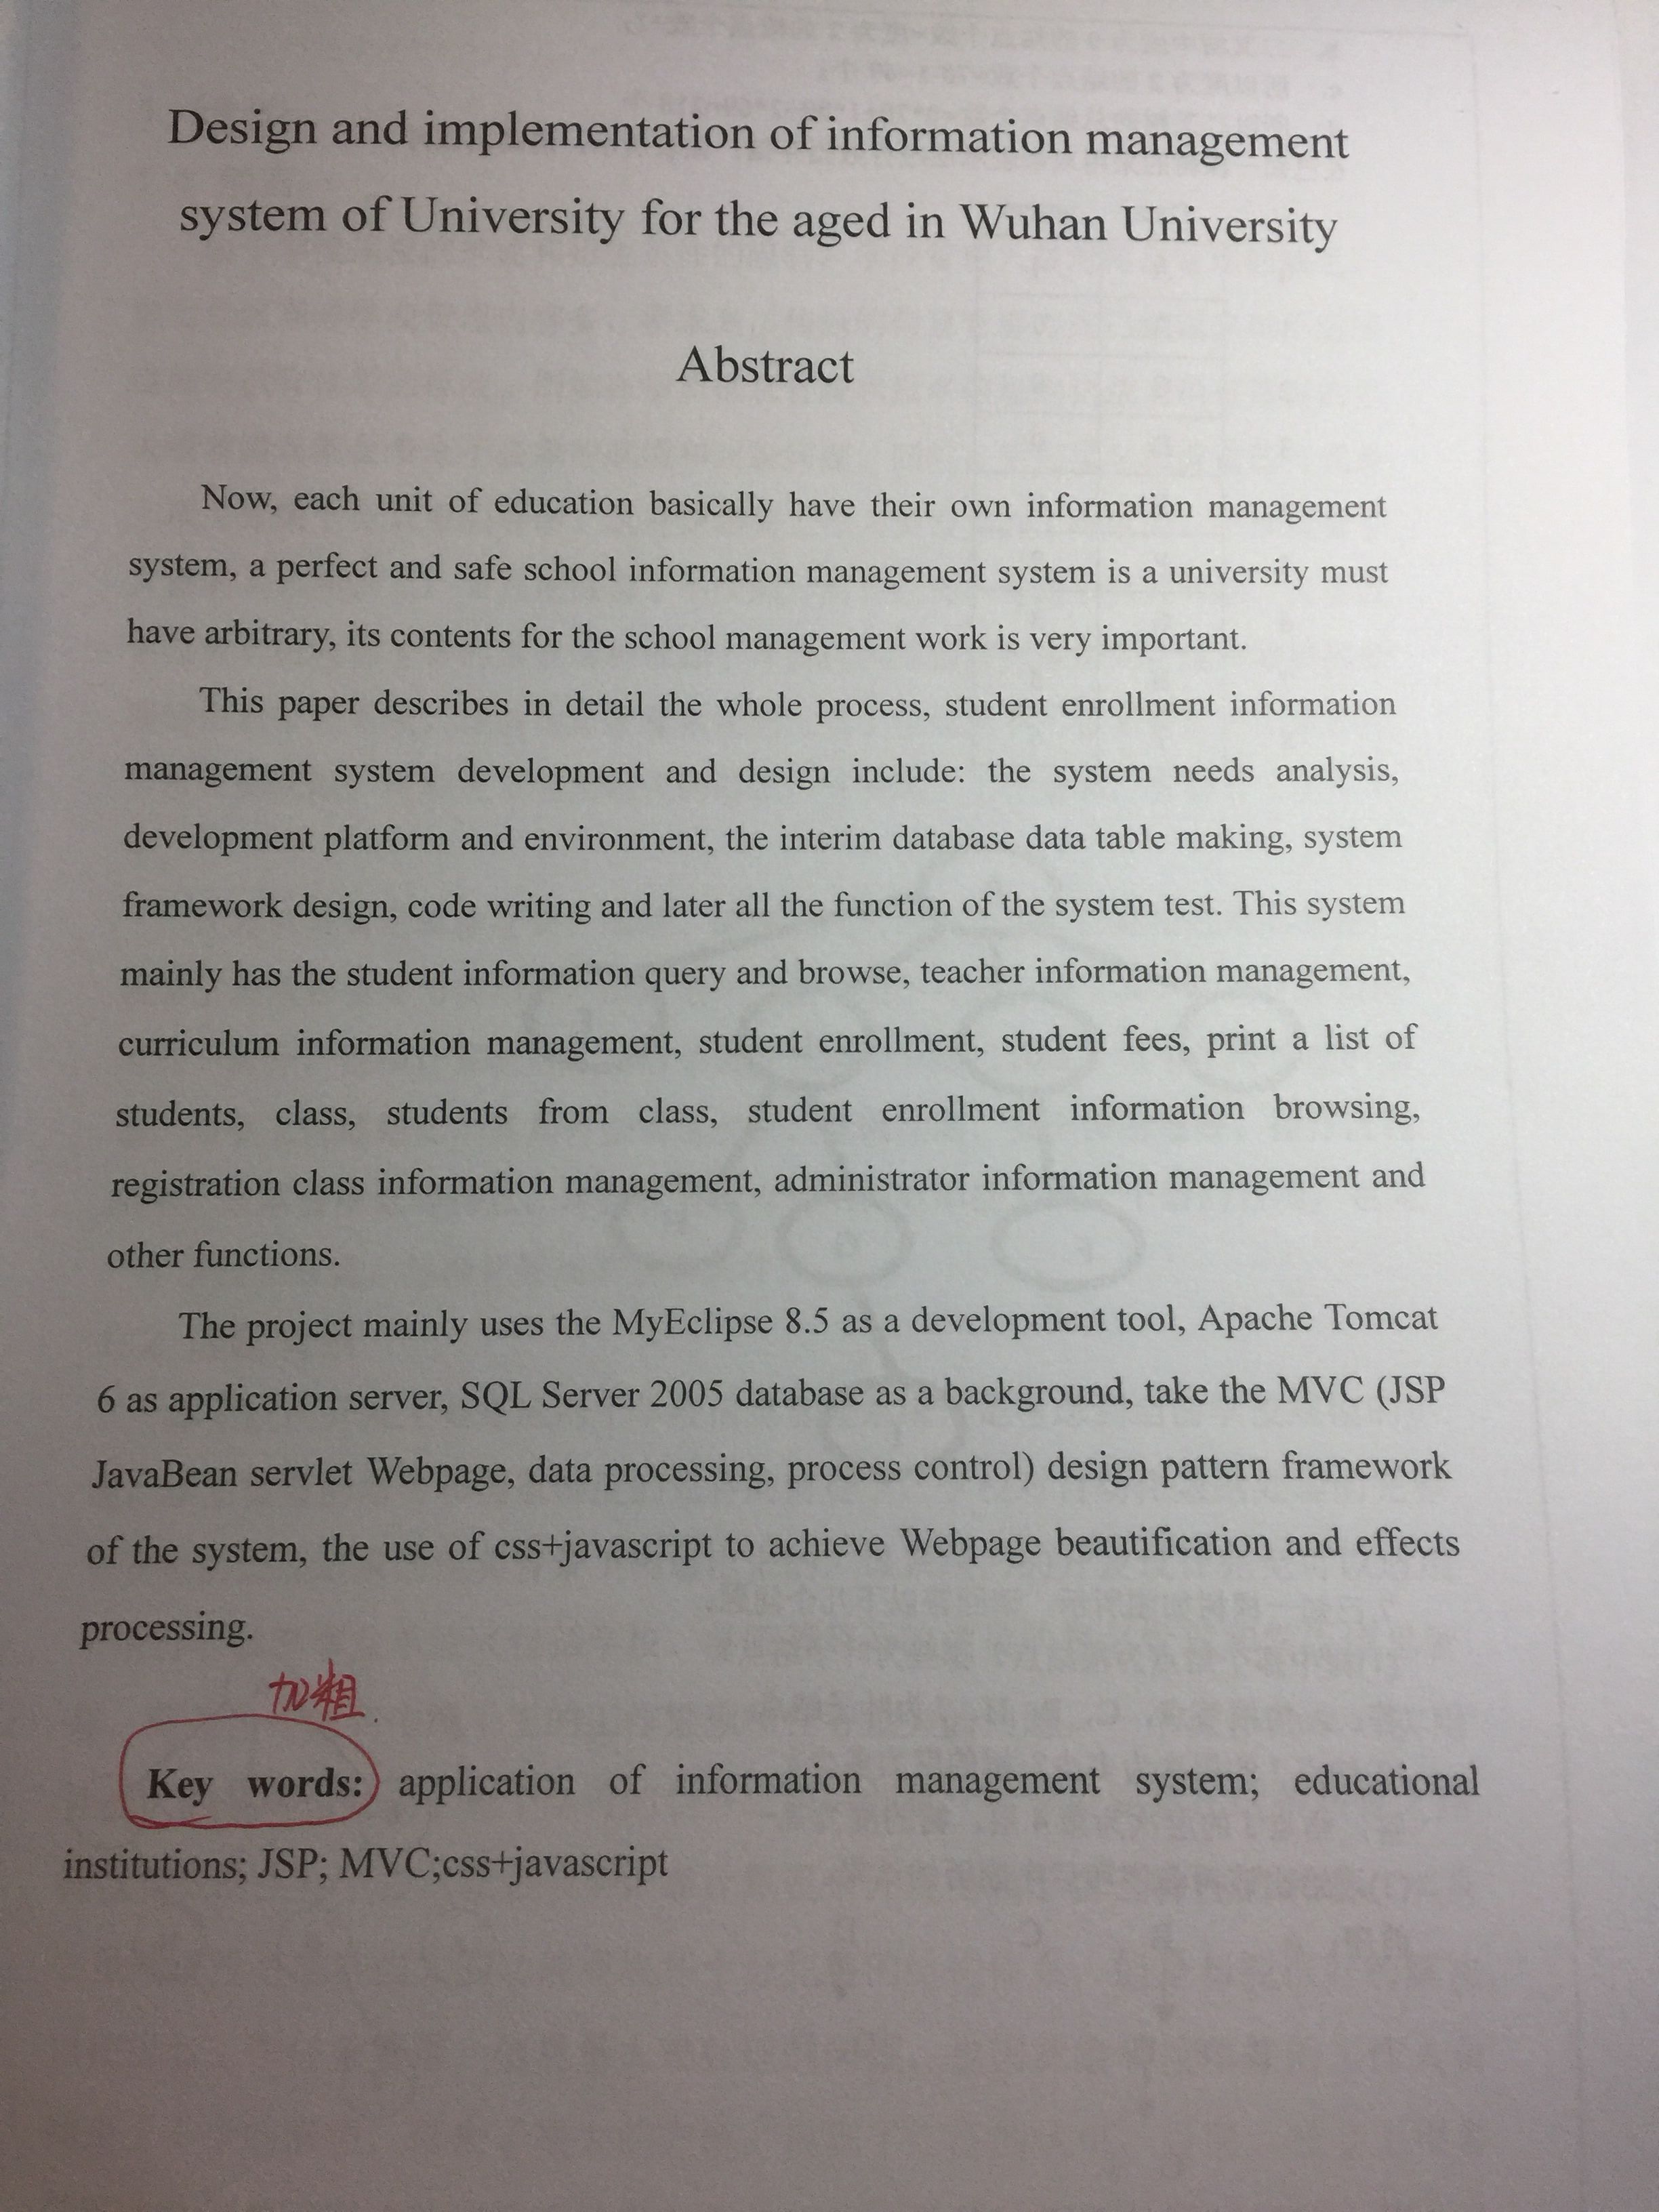 Design and implementation of information management
system of University for the aged in Wuhan University
Abstract
Now, each unit of education basically have their own information management
system, a perfect and safe school information management system is a university must
have arbitrary, its contents for the school management work is very important.
This paper describes in detail the whole process, student enrollment information
management system development and design include: the system needs analysis,
development platform and environment, the interim database data table making, system
framework design, code writing and later all the function of the system test. This system
mainly has the student information query and browse, teacher information management,
curriculum information management, student enrollment, student fees, print a list of
students, class, students from class, student enrollment information browsing,
registration class information management, administrator information management and
other functions.
The project mainly uses the MyEclipse 8.5 as a development tool, Apache Tomcat
6 as application server, SQL Server 2005 database as a background, take the MVC (JSP
JavaBean servlet Webpage, data processing, process control) design pattern framework
of the system, the use of css+javascript to achieve Webpage beautification and effects
processing.
加粗
Key words: application of information management system; educational
institutions; JSP; MVC;css+javascript